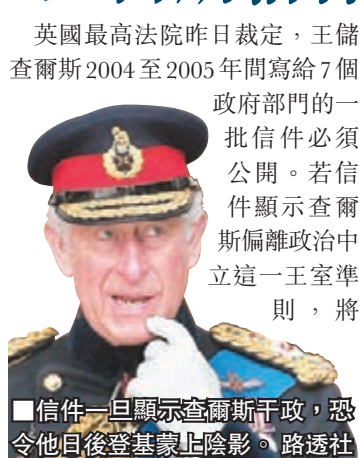 英國最高法院昨日裁定，王儲
查爾斯2004至2005年間寫給7個
政府部門的一
批信件必須
公開。若信
件顯示查爾
斯偏離政治中
立這一王室準
則，將
■信件一旦顯示查爾斯干政，恐
令他日後登基蒙上陰影。 路透社